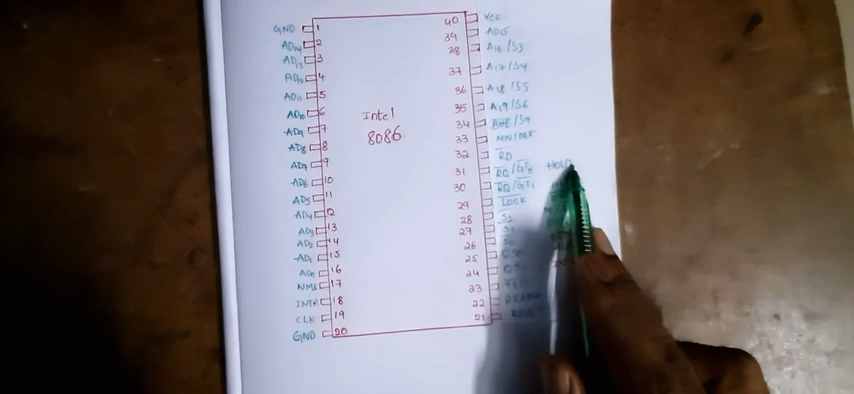 GND 1
AD14 2
AD13 3
AD12 4
AD11 5
AD10 6
AD9 7
AD8 8
AD7 9
AD6 10
AD5 11
AD4 12
AD3 13
14
AD1 15
16
NMI 17
INTR 18
CLK 19
GND 20
Intel
8086
40 VCC
39 AD15
38 A16/S3
37 A17/S4
36 A18/S5
35 A19/S6
34 BHE/S7
33 MN/MX
32 RD
31 RQ/GT0 HOLD
30 RQ/GT1
29 LOCK
28 S2
27 S1
26 S0
25
24
23
22
21